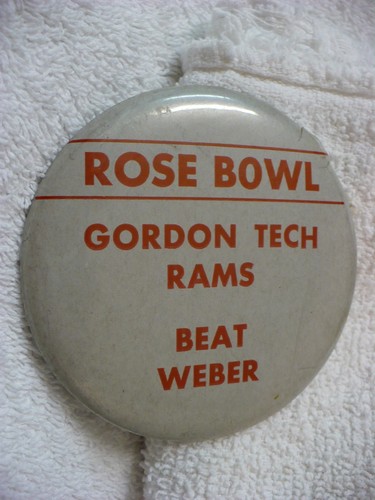 ROSE BOWL
GORDON TECH
RAMS
BEAT
WEBER